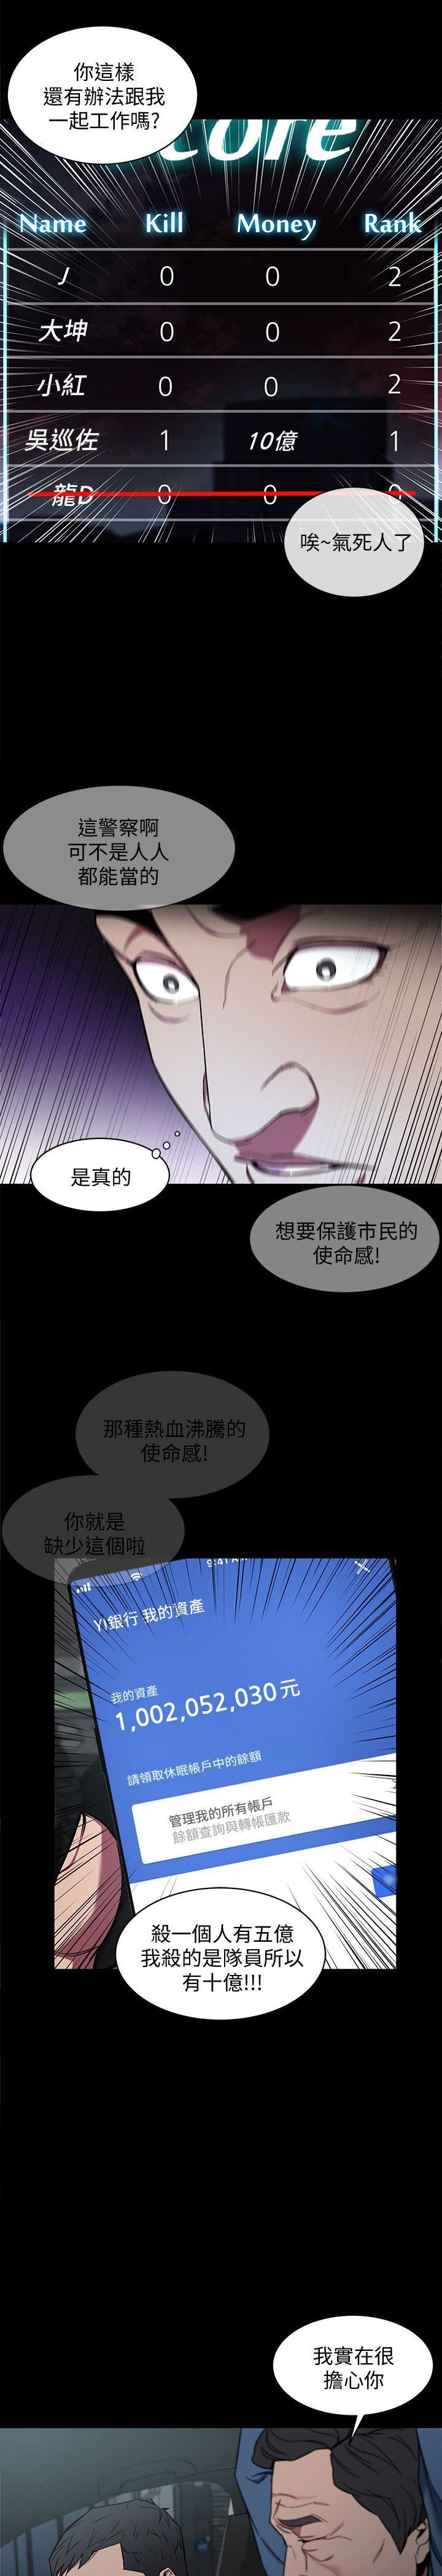 你這樣
還有辦法跟我
一起工作嗎?
core
Name Kill Money Rank
J 0 0 2
大坤 0 0 2
小紅 0 0 2
吳巡佐 1 10億 1
龍D 0 0 0
唉~氣死人了
這警察啊
可不是人人
都能當的
是真的
想要保護市民的
使命感!
那種熱血沸騰的
使命感!
你就是
缺少這個啦
9:41 A
YI銀行 我的資產
我的資產
1,002,052,030元
請領取休眠帳戶中的餘額
管理我的所有帳戶
餘額查詢與轉帳匯款
殺一個人有五億
我殺的是隊員所以
有十億!!!
我實在很
擔心你